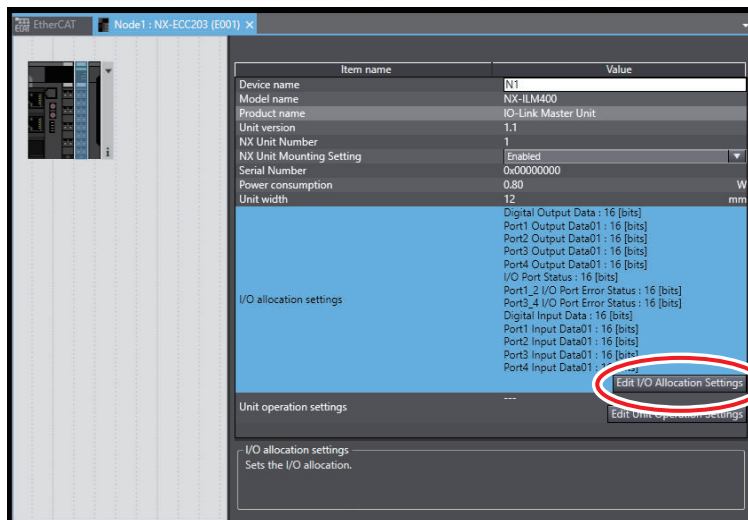 EtherCAT Node1 : NX-ECC203 (E001)
Item name Value
Device name N1
Model name NX-ILM400
Product name IO-Link Master Unit
Unit version 1.1
NX Unit Number 1
NX Unit Mounting Setting Enabled
Serial Number 0x00000000
Power consumption 0.80 W
Unit width 12 mm
I/O allocation settings
Digital Output Data : 16 [bits]
Port1 Output Data01 : 16 [bits]
Port2 Output Data01 : 16 [bits]
Port3 Output Data01 : 16 [bits]
Port4 Output Data01 : 16 [bits]
I/O Port Status : 16 [bits]
Port1_2 I/O Port Error Status : 16 [bits]
Port3_4 I/O Port Error Status : 16 [bits]
Digital Input Data : 16 [bits]
Port1 Input Data01 : 16 [bits]
Port2 Input Data01 : 16 [bits]
Port3 Input Data01 : 16 [bits]
Port4 Input Data01 : 16 [bits]
Edit I/O Allocation Settings
Unit operation settings ---
Edit Unit Operation Settings
I/O allocation settings
Sets the I/O allocation.